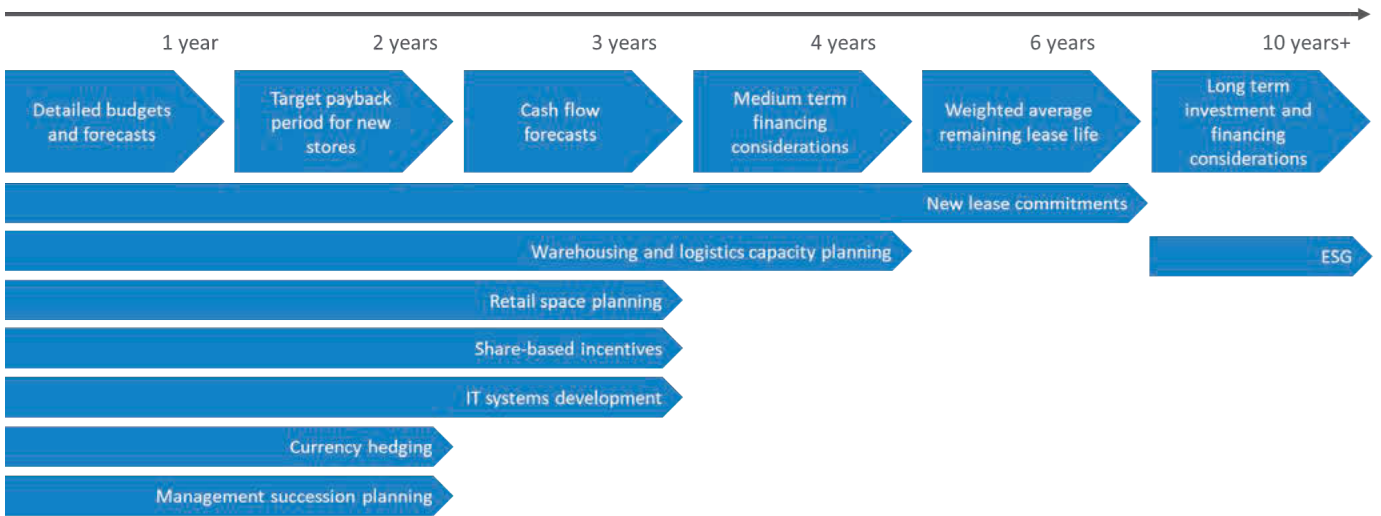 1 year
2 years
3 years
4 years
6 years
10 years+
Detailed budgets
and forecasts
Target payback
period for new
stores
Cash flow
forecasts
Medium term
financing
considerations
Weighted average
remaining lease life
Long term
investment and
financing
considerations
New lease commitments
Warehousing and logistics capacity planning
ESG
Retail space planning
Share-based incentives
IT systems development
Currency hedging
Management succession planning